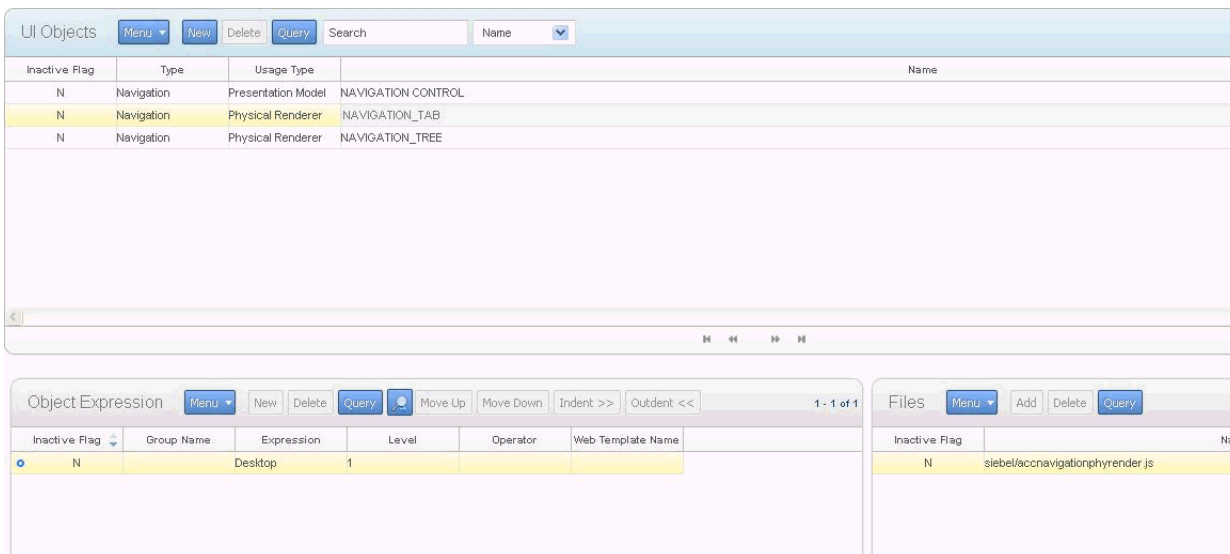 UI Objects Menu New Delete Query Search Name
Inactive Flag Type Usage Type Name
N Navigation Presentation Model NAVIGATION CONTROL
N Navigation Physical Renderer NAVIGATION_TAB
N Navigation Physical Renderer NAVIGATION_TREE
Object Expression Menu New Delete Query Move Up Move Down Indent >> Outdent << 1 - 1 of 1
Inactive Flag Group Name Expression Level Operator Web Template Name
N Desktop 1
Files Menu Add Delete Query
Inactive Flag
N siebel/accnavigationphyrender.js